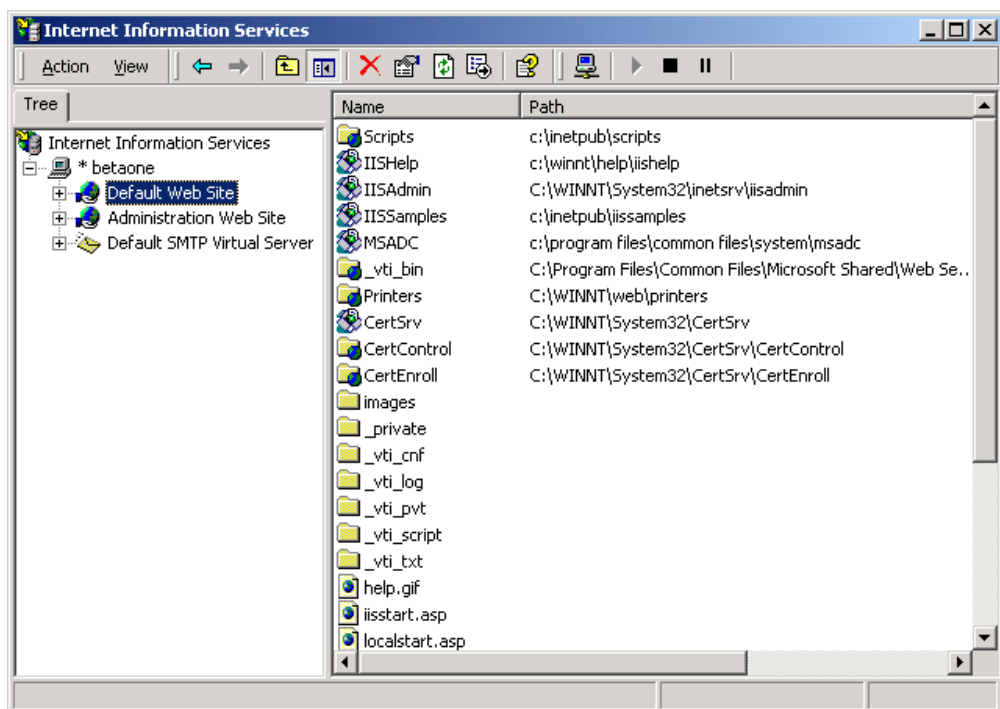 Internet Information Services
Action View
Tree
Name Path
Internet Information Services
* betaone
Default Web Site
Administration Web Site
Default SMTP Virtual Server
Scripts c:\inetpub\scripts
IISHelp c:\winnt\help\iishelp
IISAdmin C:\WINNT\System32\inetsrv\iisadmin
IISSamples c:\inetpub\iissamples
MSADC c:\program files\common files\system\msadc
_vti_bin C:\Program Files\Common Files\Microsoft Shared\Web Se..
Printers C:\WINNT\web\printers
CertSrv C:\WINNT\System32\CertSrv
CertControl C:\WINNT\System32\CertSrv\CertControl
CertEnroll C:\WINNT\System32\CertSrv\CertEnroll
images
_private
_vti_cnf
_vti_log
_vti_pvt
_vti_script
_vti_txt
help.gif
iisstart.asp
localstart.asp